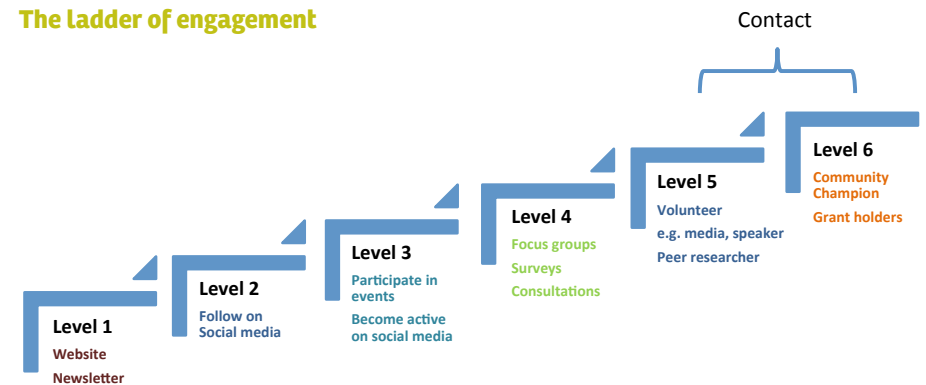 The ladder of engagement
Contact
Level 1
Website
Newsletter
Level 2
Follow on
Social media
Level 3
Participate in
events
Become active
on social media
Level 4
Focus groups
Surveys
Consultations
Level 5
Volunteer
e.g. media, speaker
Peer researcher
Level 6
Community
Champion
Grant holders